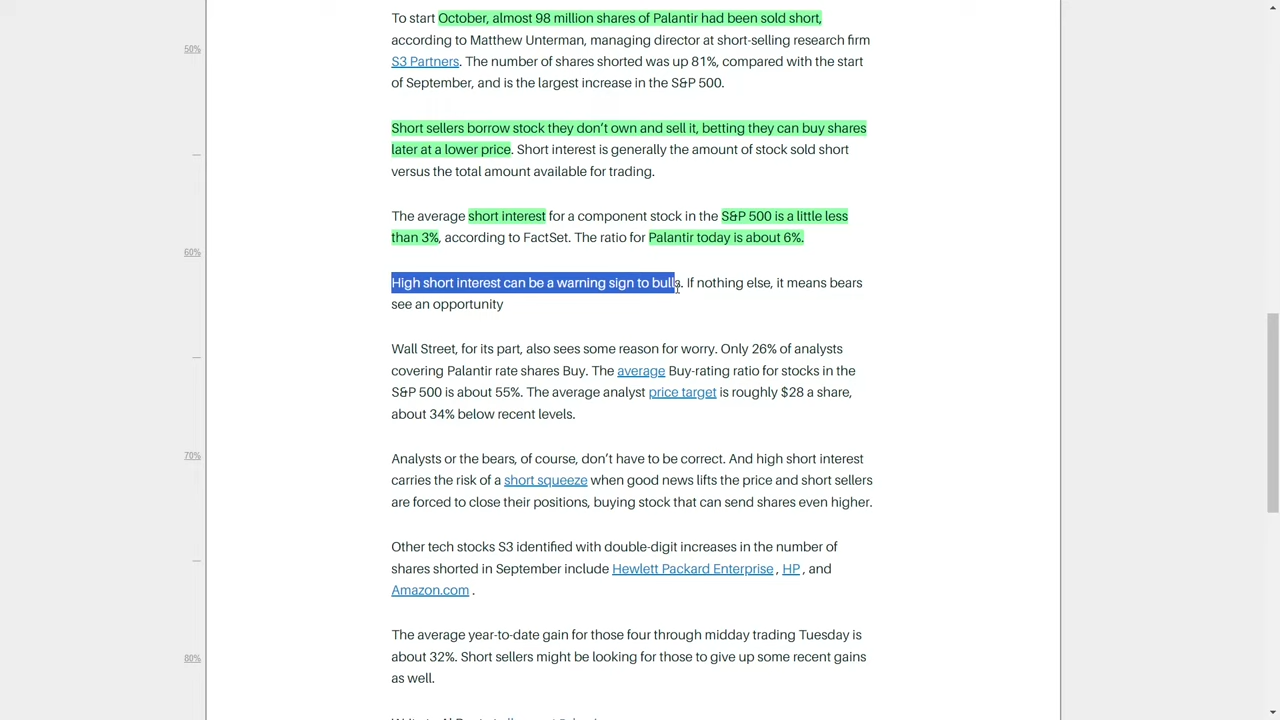 To start October, almost 98 million shares of Palantir had been sold short,
50%
according to Matthew Unterman, managing director at short-selling research firm
S3 Partners. The number of shares shorted was up 81%, compared with the start
of September, and is the largest increase in the S&P 500.
Short sellers borrow stock they don’t own and sell it, betting they can buy shares
later at a lower price. Short interest is generally the amount of stock sold short
versus the total amount available for trading.
The average short interest for a component stock in the S&P 500 is a little less
than 3%, according to FactSet. The ratio for Palantir today is about 6%.
60%
High short interest can be a warning sign to bulls. If nothing else, it means bears
see an opportunity
Wall Street, for its part, also sees some reason for worry. Only 26% of analysts
covering Palantir rate shares Buy. The average Buy-rating ratio for stocks in the
S&P 500 is about 55%. The average analyst price target is roughly $28 a share,
about 34% below recent levels.
70%
Analysts or the bears, of course, don’t have to be correct. And high short interest
carries the risk of a short squeeze when good news lifts the price and short sellers
are forced to close their positions, buying stock that can send shares even higher.
Other tech stocks S3 identified with double-digit increases in the number of
shares shorted in September include Hewlett Packard Enterprise , HP , and
Amazon.com .
The average year-to-date gain for those four through midday trading Tuesday is
80%
about 32%. Short sellers might be looking for those to give up some recent gains
as well.